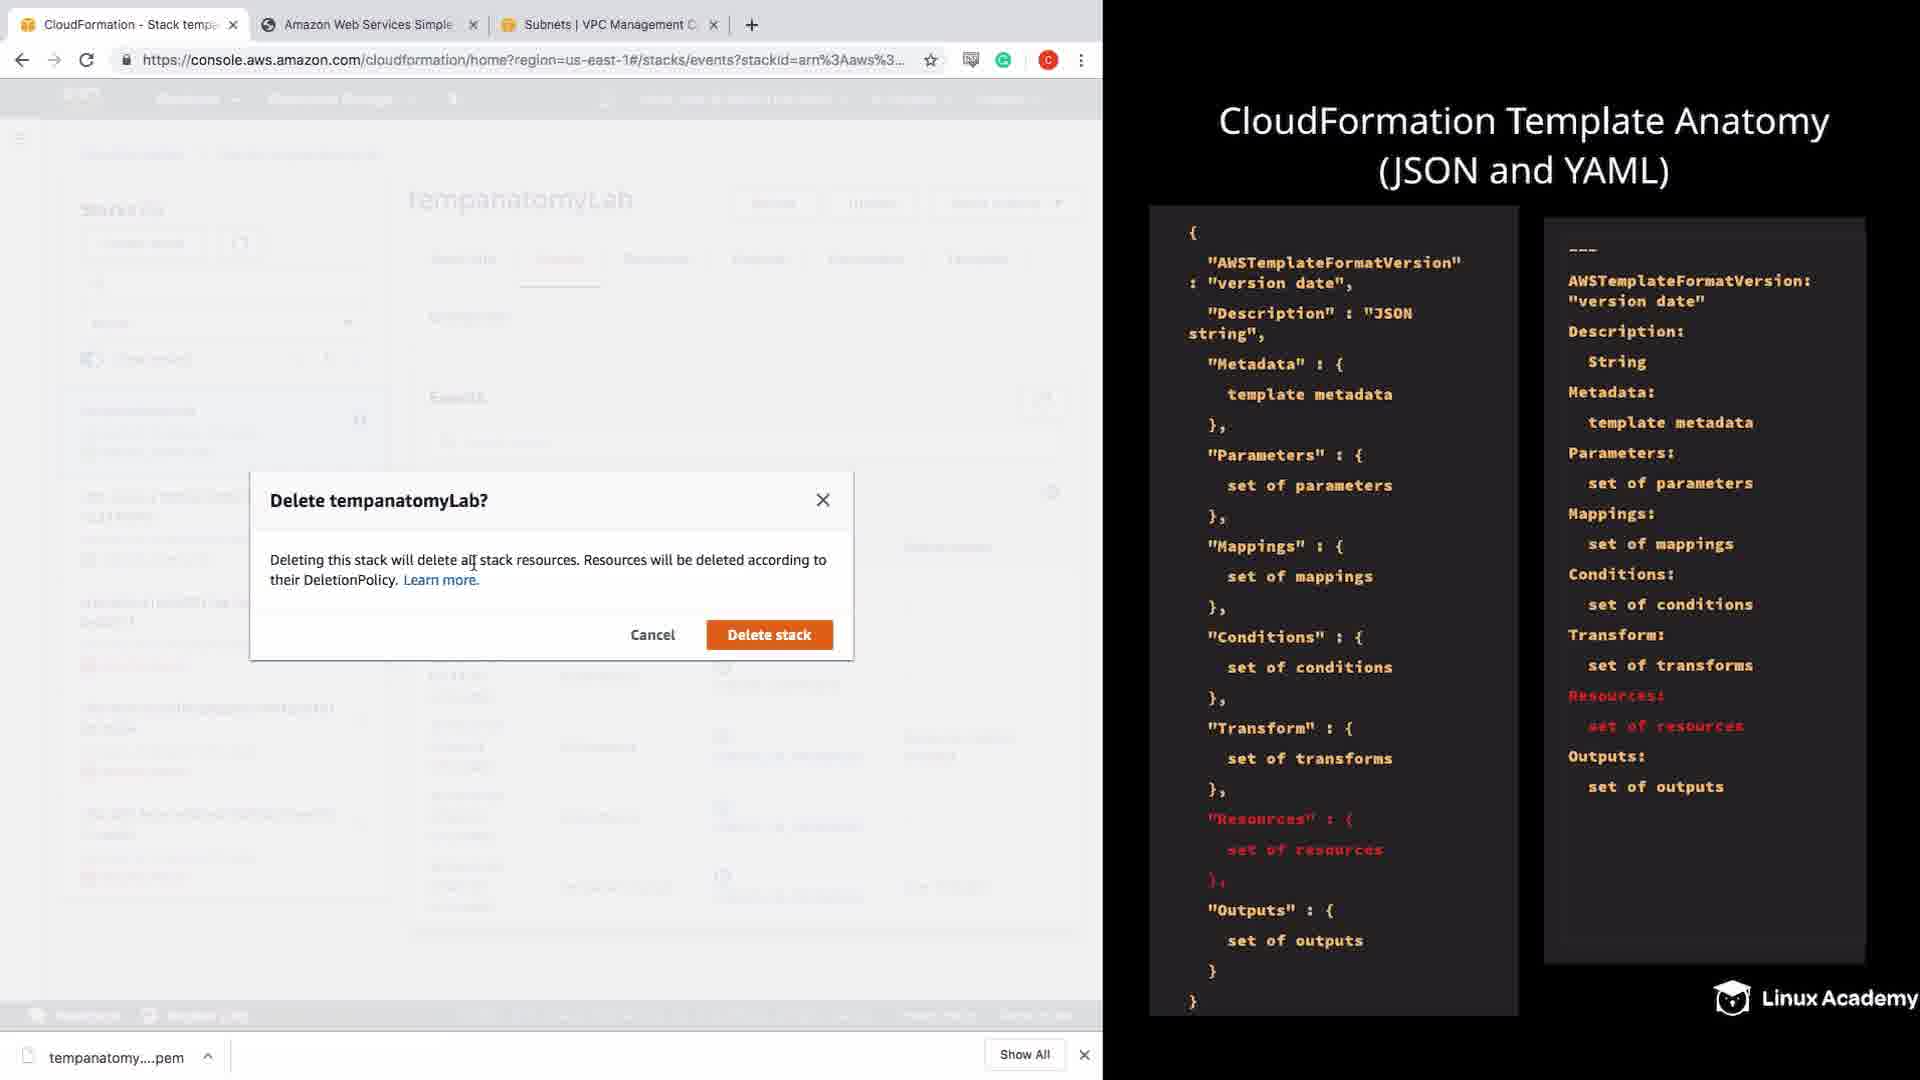 CloudFormation - Stack tempa
Amazon Web Services Simple
Subnets | VPC Management C
https://console.aws.amazon.com/cloudformation/home?region=us-east-1#/stacks/events?stackid=arn%3Aaws%3...
C
tempanatomyLab
Events
Delete tempanatomyLab?
Deleting this stack will delete all stack resources. Resources will be deleted according to
their DeletionPolicy. Learn more.
Cancel
Delete stack
tempanatomy....pem
Show All
CloudFormation Template Anatomy
(JSON and YAML)
{
"AWSTemplateFormatVersion"
: "version date",
"Description" : "JSON
string",
"Metadata" : {
template metadata
},
"Parameters" : {
set of parameters
},
"Mappings" : {
set of mappings
},
"Conditions" : {
set of conditions
},
"Transform" : {
set of transforms
},
"Resources" : {
set of resources
},
"Outputs" : {
set of outputs
}
}
---
AWSTemplateFormatVersion:
"version date"
Description:
String
Metadata:
template metadata
Parameters:
set of parameters
Mappings:
set of mappings
Conditions:
set of conditions
Transform:
set of transforms
Resources:
set of resources
Outputs:
set of outputs
Linux Academy